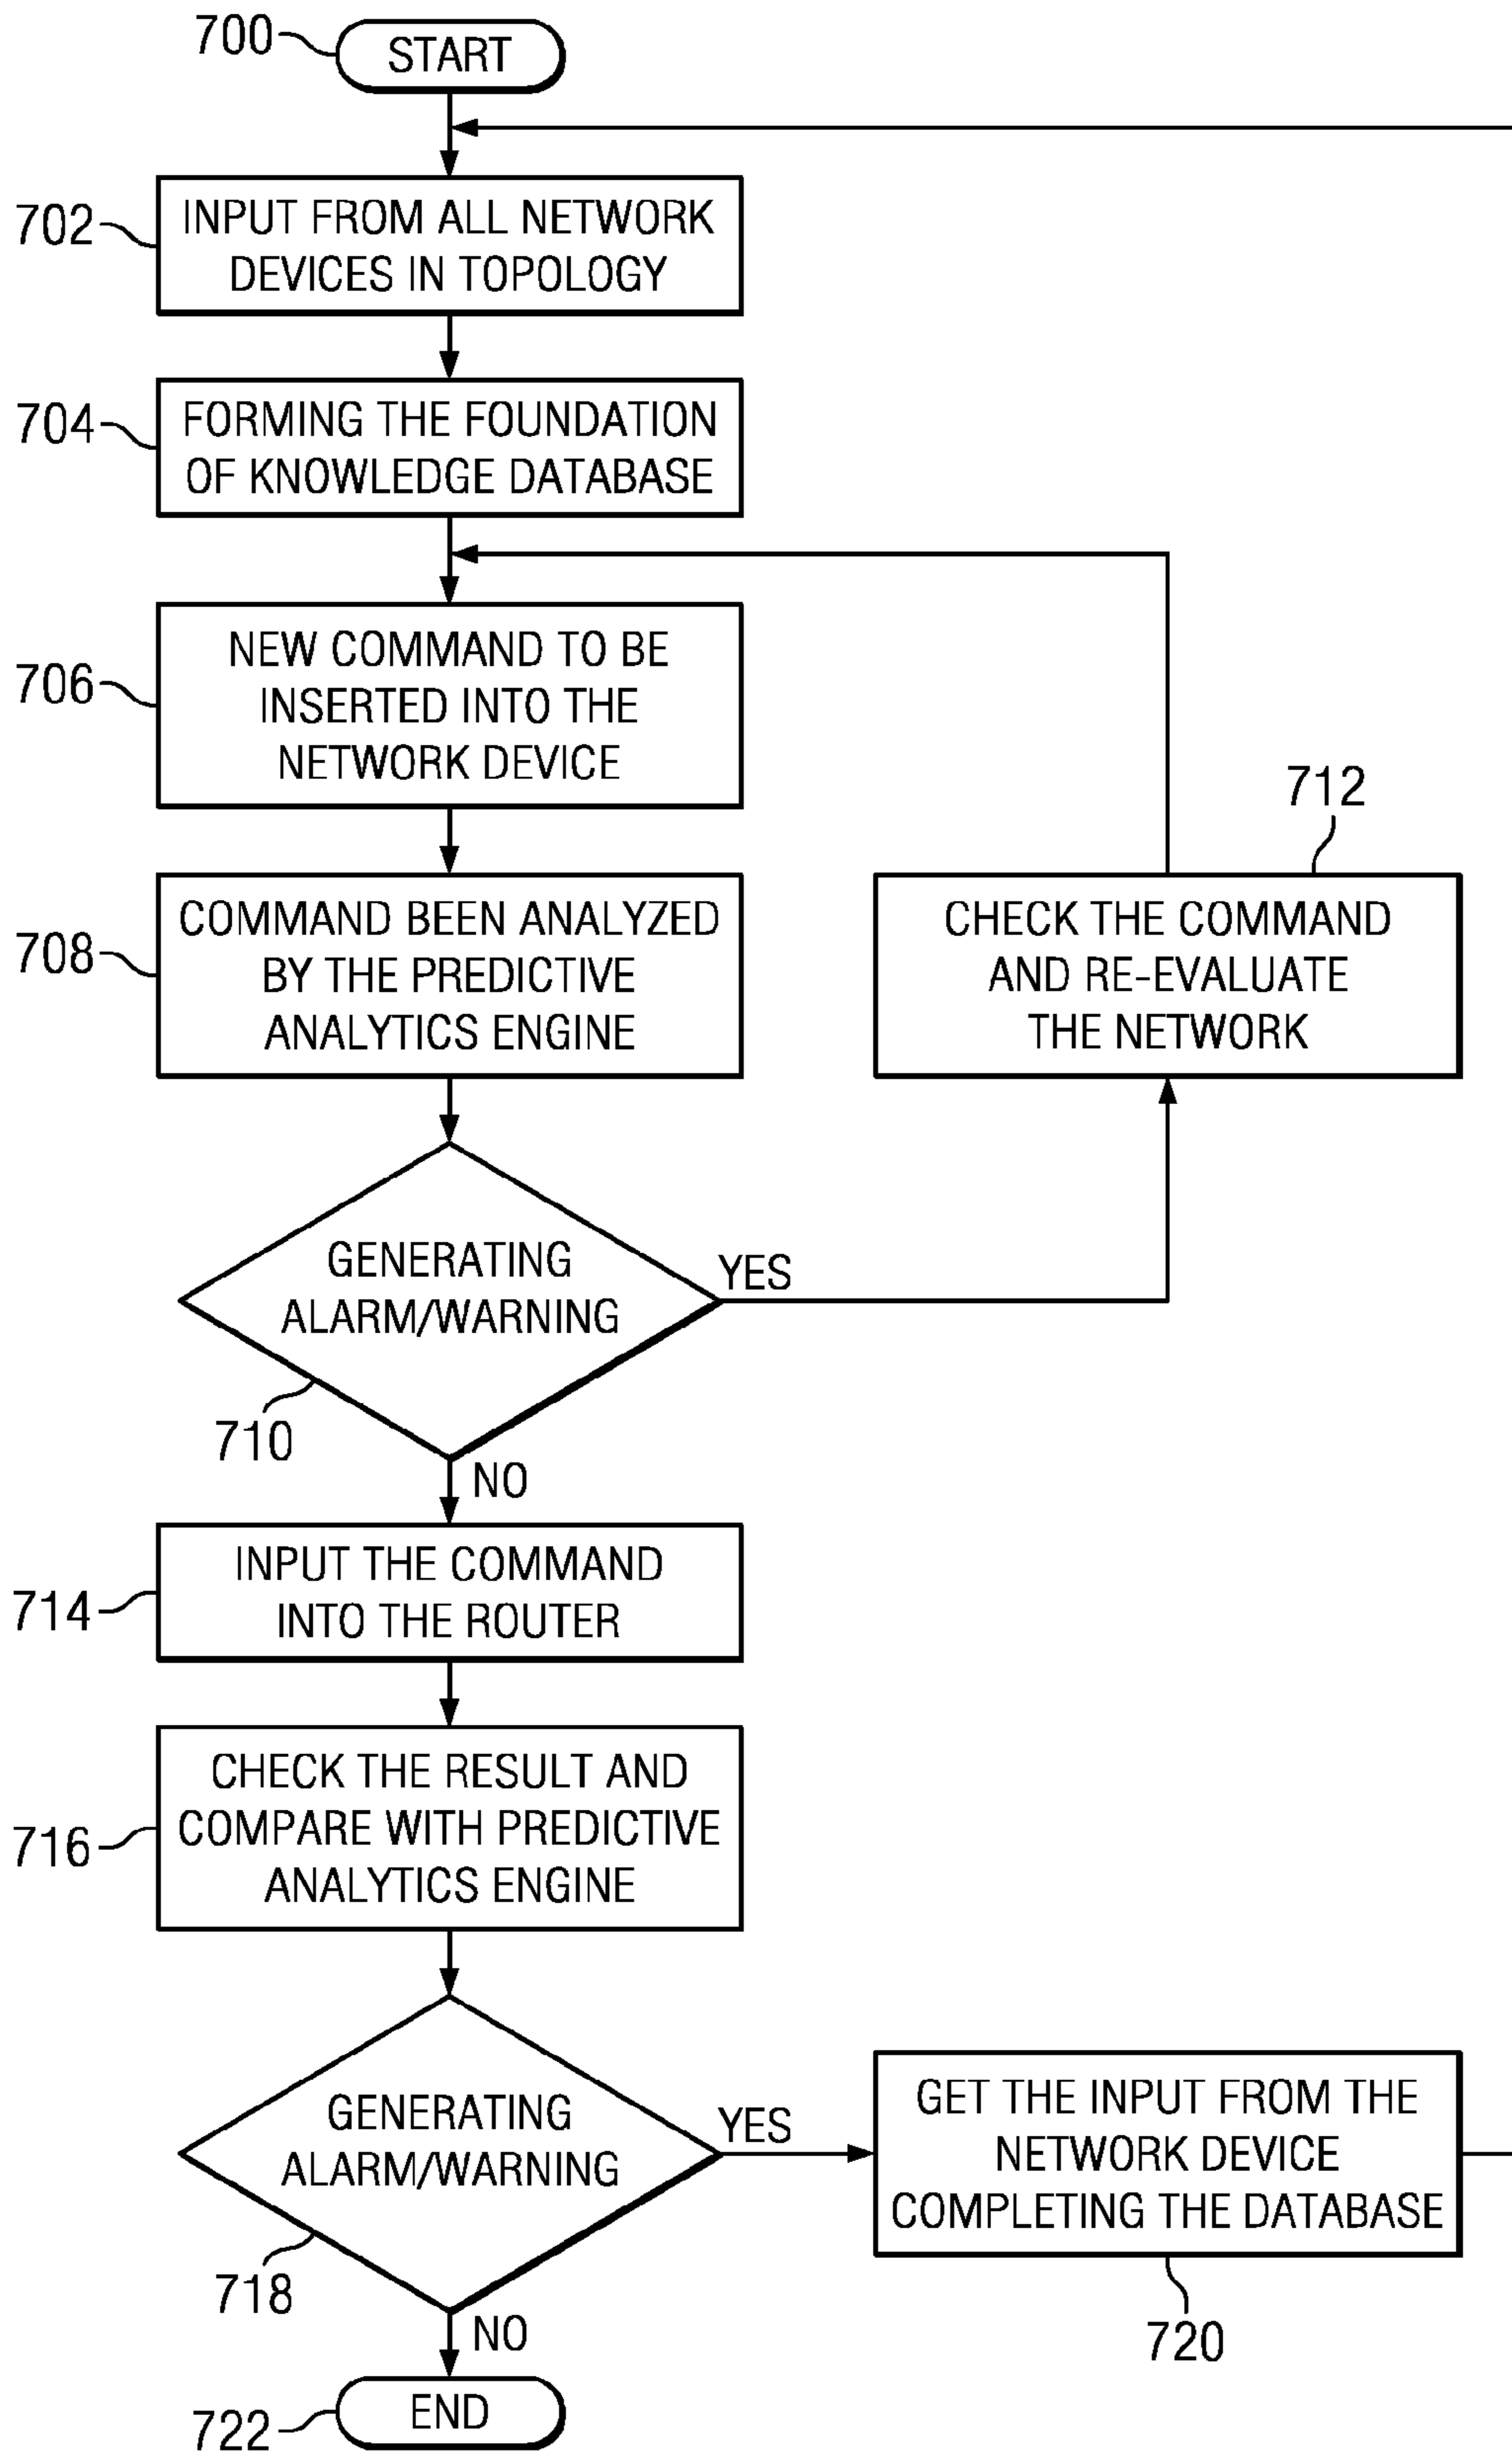 700
START
702
INPUT FROM ALL NETWORK
DEVICES IN TOPOLOGY
704
FORMING THE FOUNDATION
OF KNOWLEDGE DATABASE
706
NEW COMMAND TO BE
INSERTED INTO THE
NETWORK DEVICE
708
COMMAND BEEN ANALYZED
BY THE PREDICTIVE
ANALYTICS ENGINE
712
CHECK THE COMMAND
AND RE-EVALUATE
THE NETWORK
GENERATING
ALARM/WARNING
YES
710
NO
714
INPUT THE COMMAND
INTO THE ROUTER
716
CHECK THE RESULT AND
COMPARE WITH PREDICTIVE
ANALYTICS ENGINE
GENERATING
ALARM/WARNING
YES
718
NO
GET THE INPUT FROM THE
NETWORK DEVICE
COMPLETING THE DATABASE
720
722
END